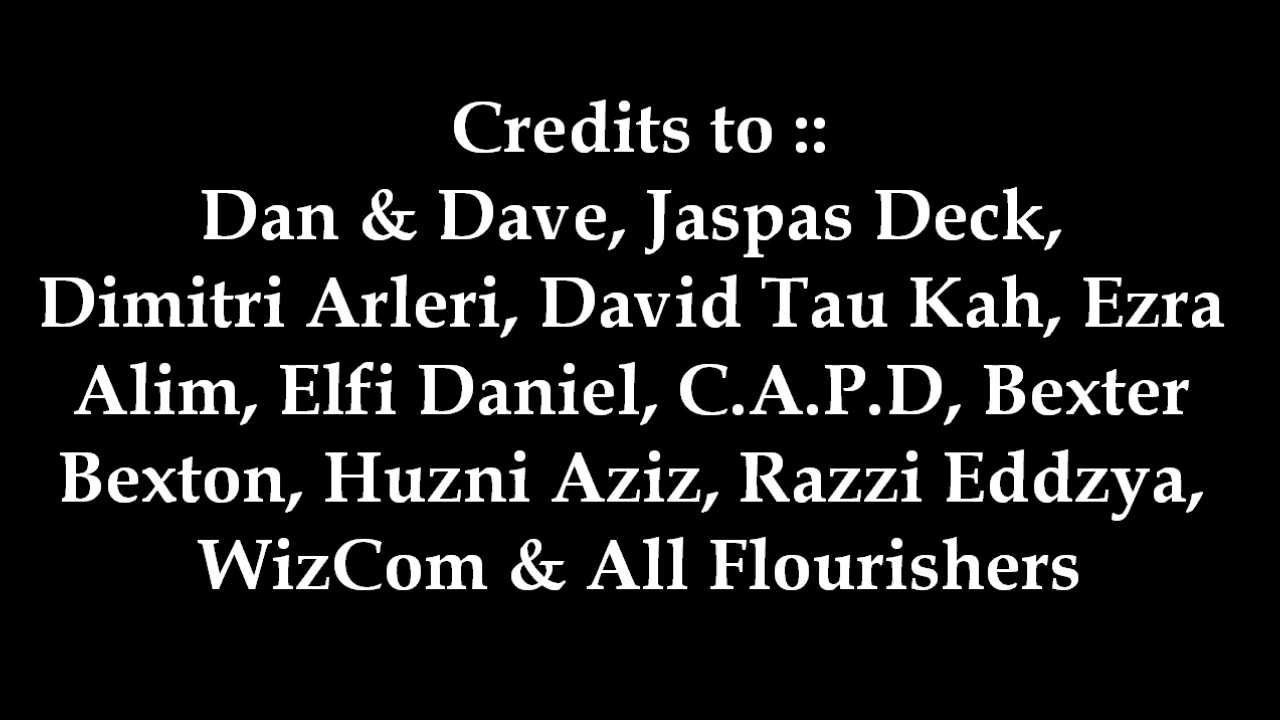 Credits to ::
Dan & Dave, Jaspas Deck,
Dimitri Arleri, David Tau Kah, Ezra
Alim, Elfi Daniel, C.A.P.D, Bexter
Bexton, Huzni Aziz, Razzi Eddzya,
WizCom & All Flourishers